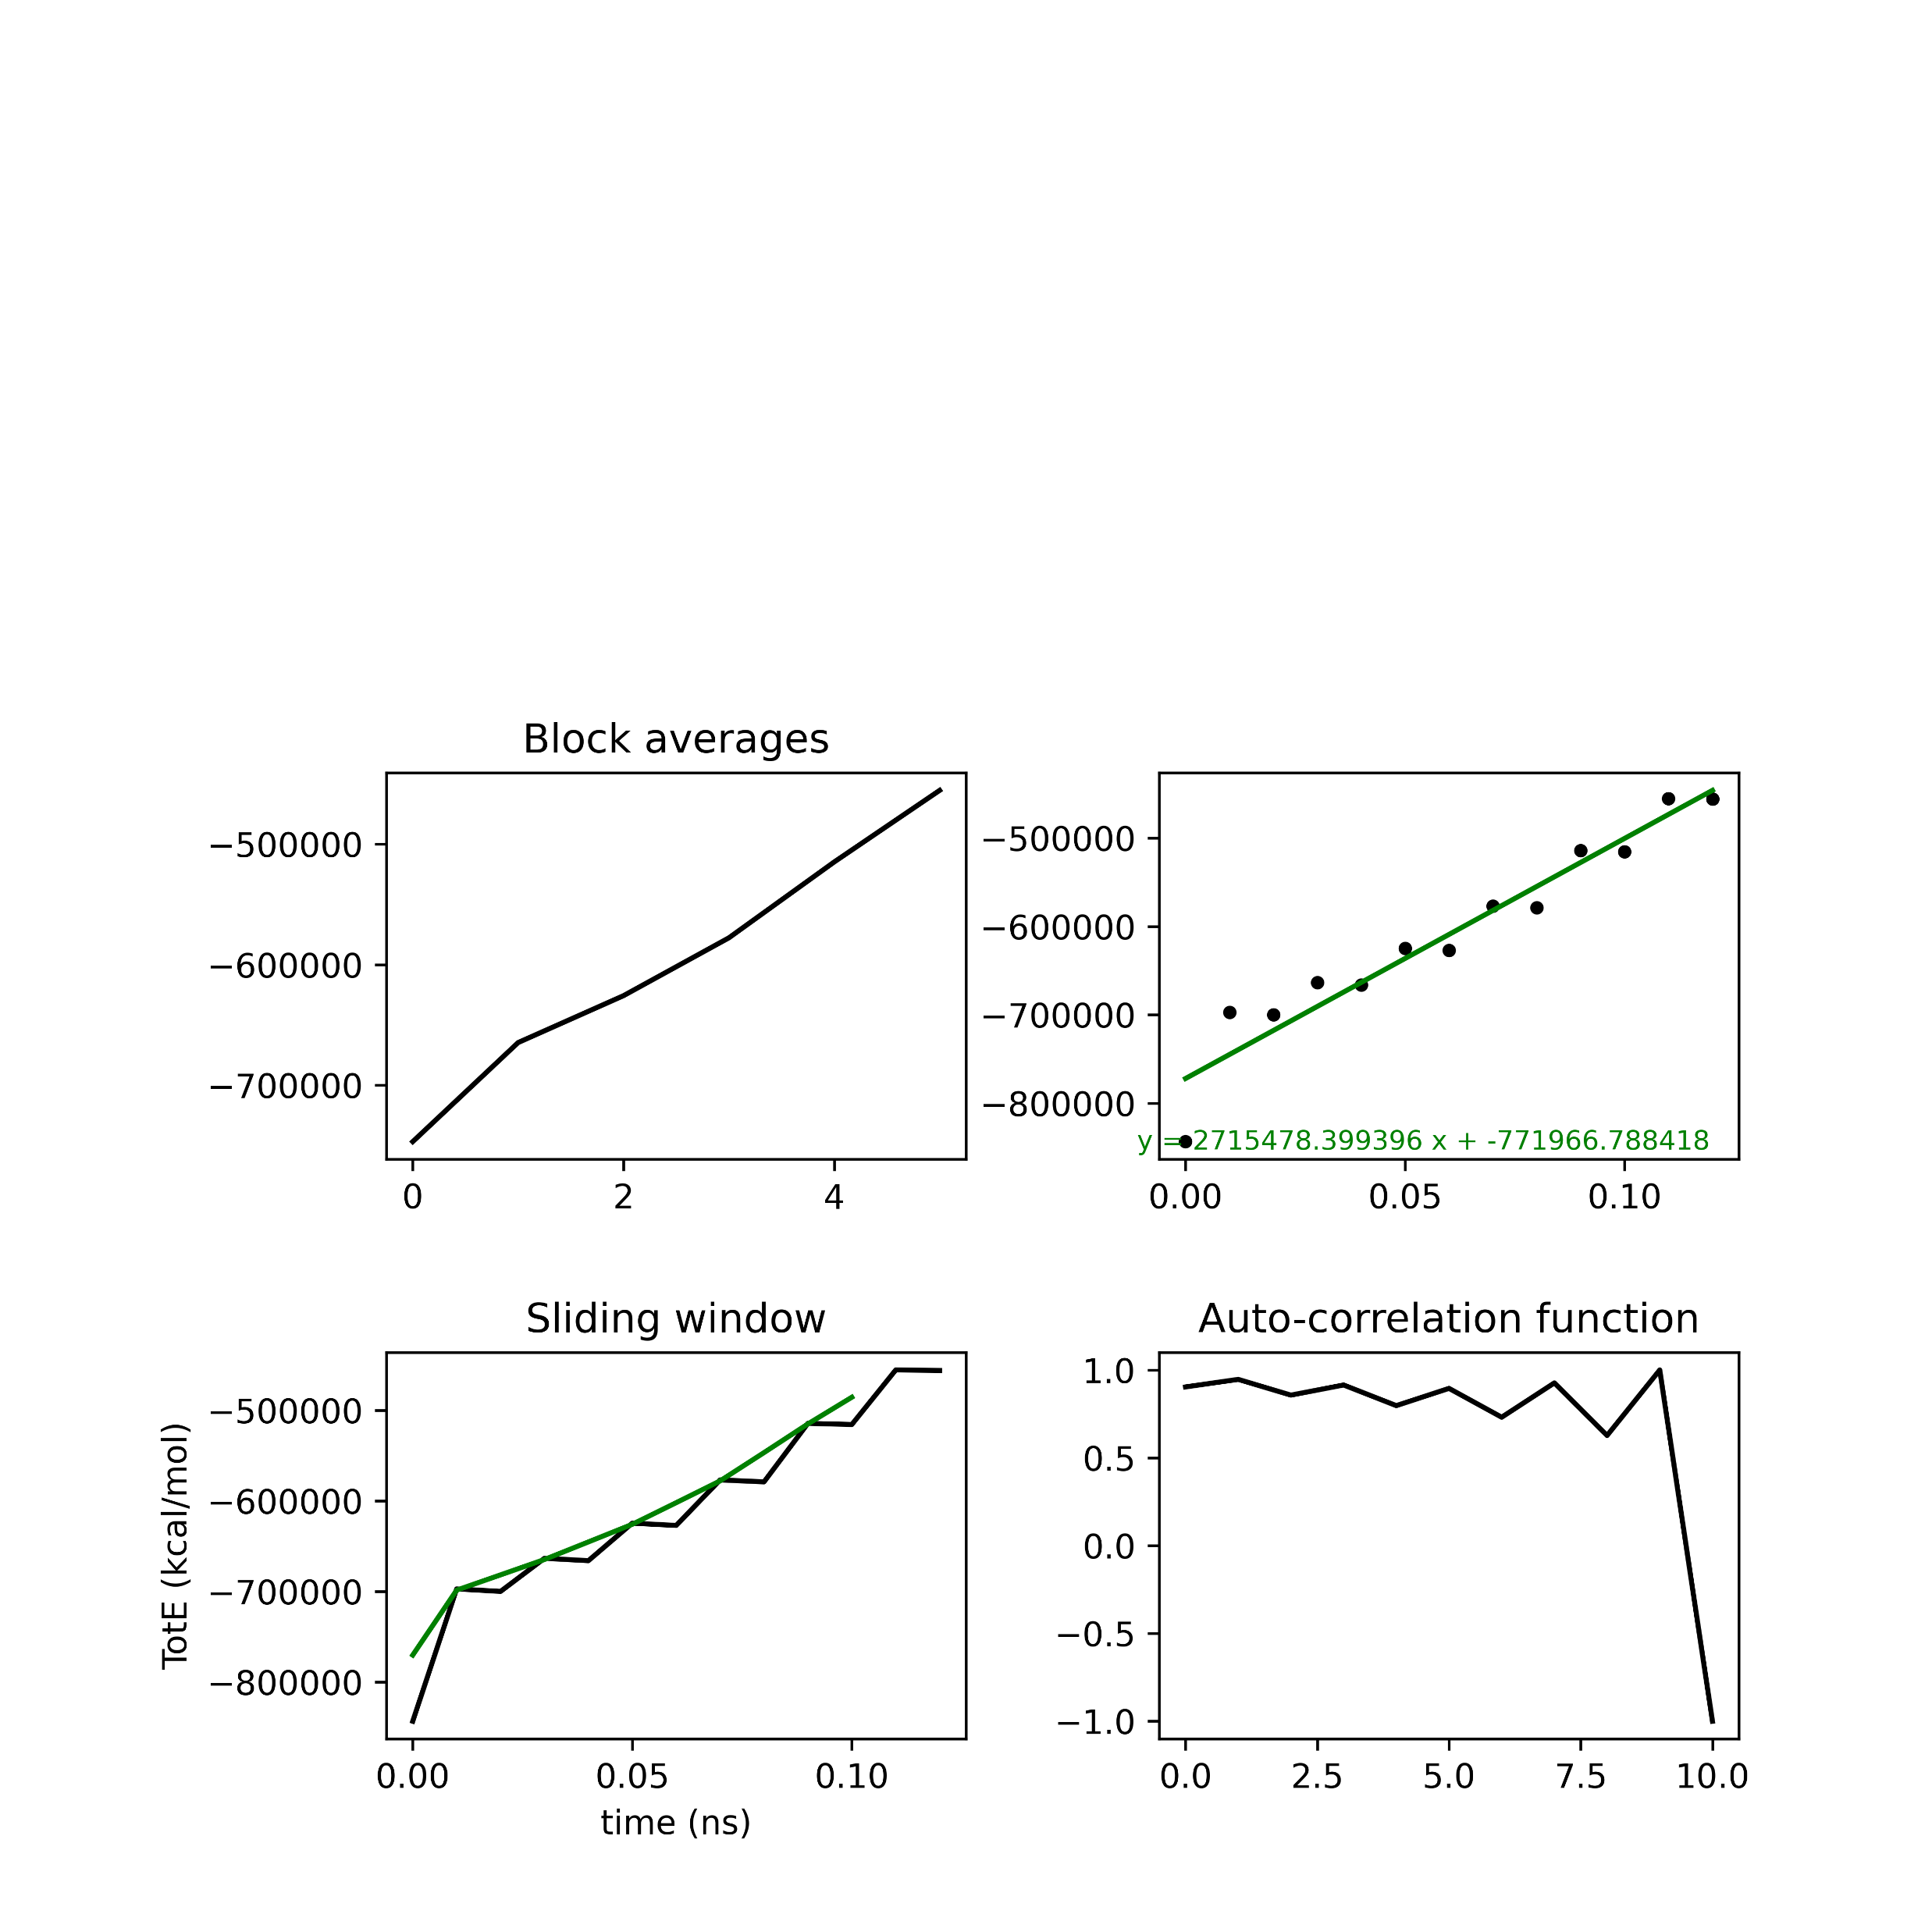 Block averages
−500000
−600000
−700000
0 2 4
−500000
−600000
−700000
−800000
y = 2715478.399396 x + -771966.788418
0.00 0.05 0.10
Sliding window
TotE (kcal/mol)
−500000
−600000
−700000
−800000
0.00 0.05 0.10
time (ns)
Auto-correlation function
1.0
0.5
0.0
−0.5
−1.0
0.0 2.5 5.0 7.5 10.0